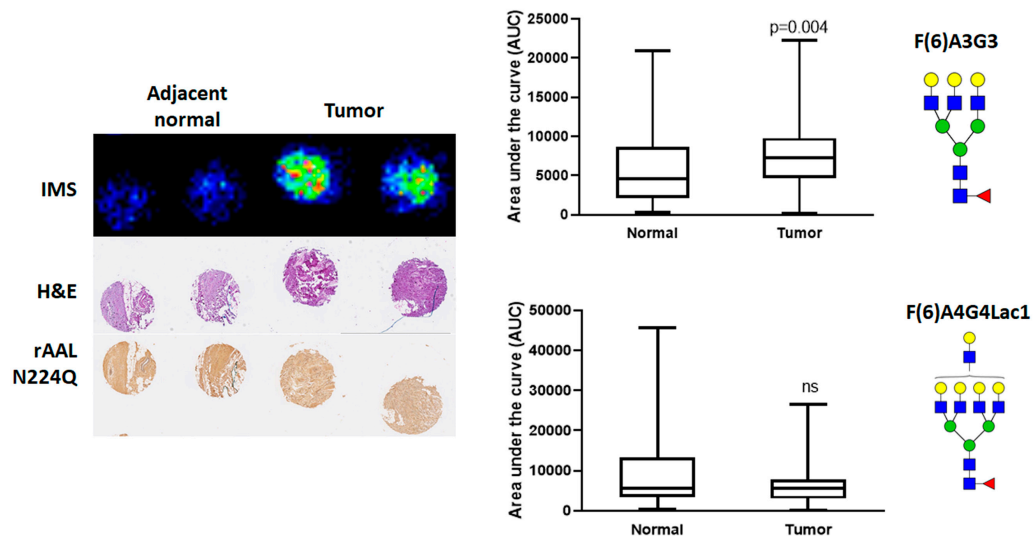 Adjacent
normal
Tumor
IMS
H&E
rAAL
N224Q
Area under the curve (AUC)
25000
20000
15000
10000
5000
0
p=0.004
Normal
Tumor
F(6)A3G3
Area under the curve (AUC)
50000
40000
30000
20000
10000
0
ns
Normal
Tumor
F(6)A4G4Lac1